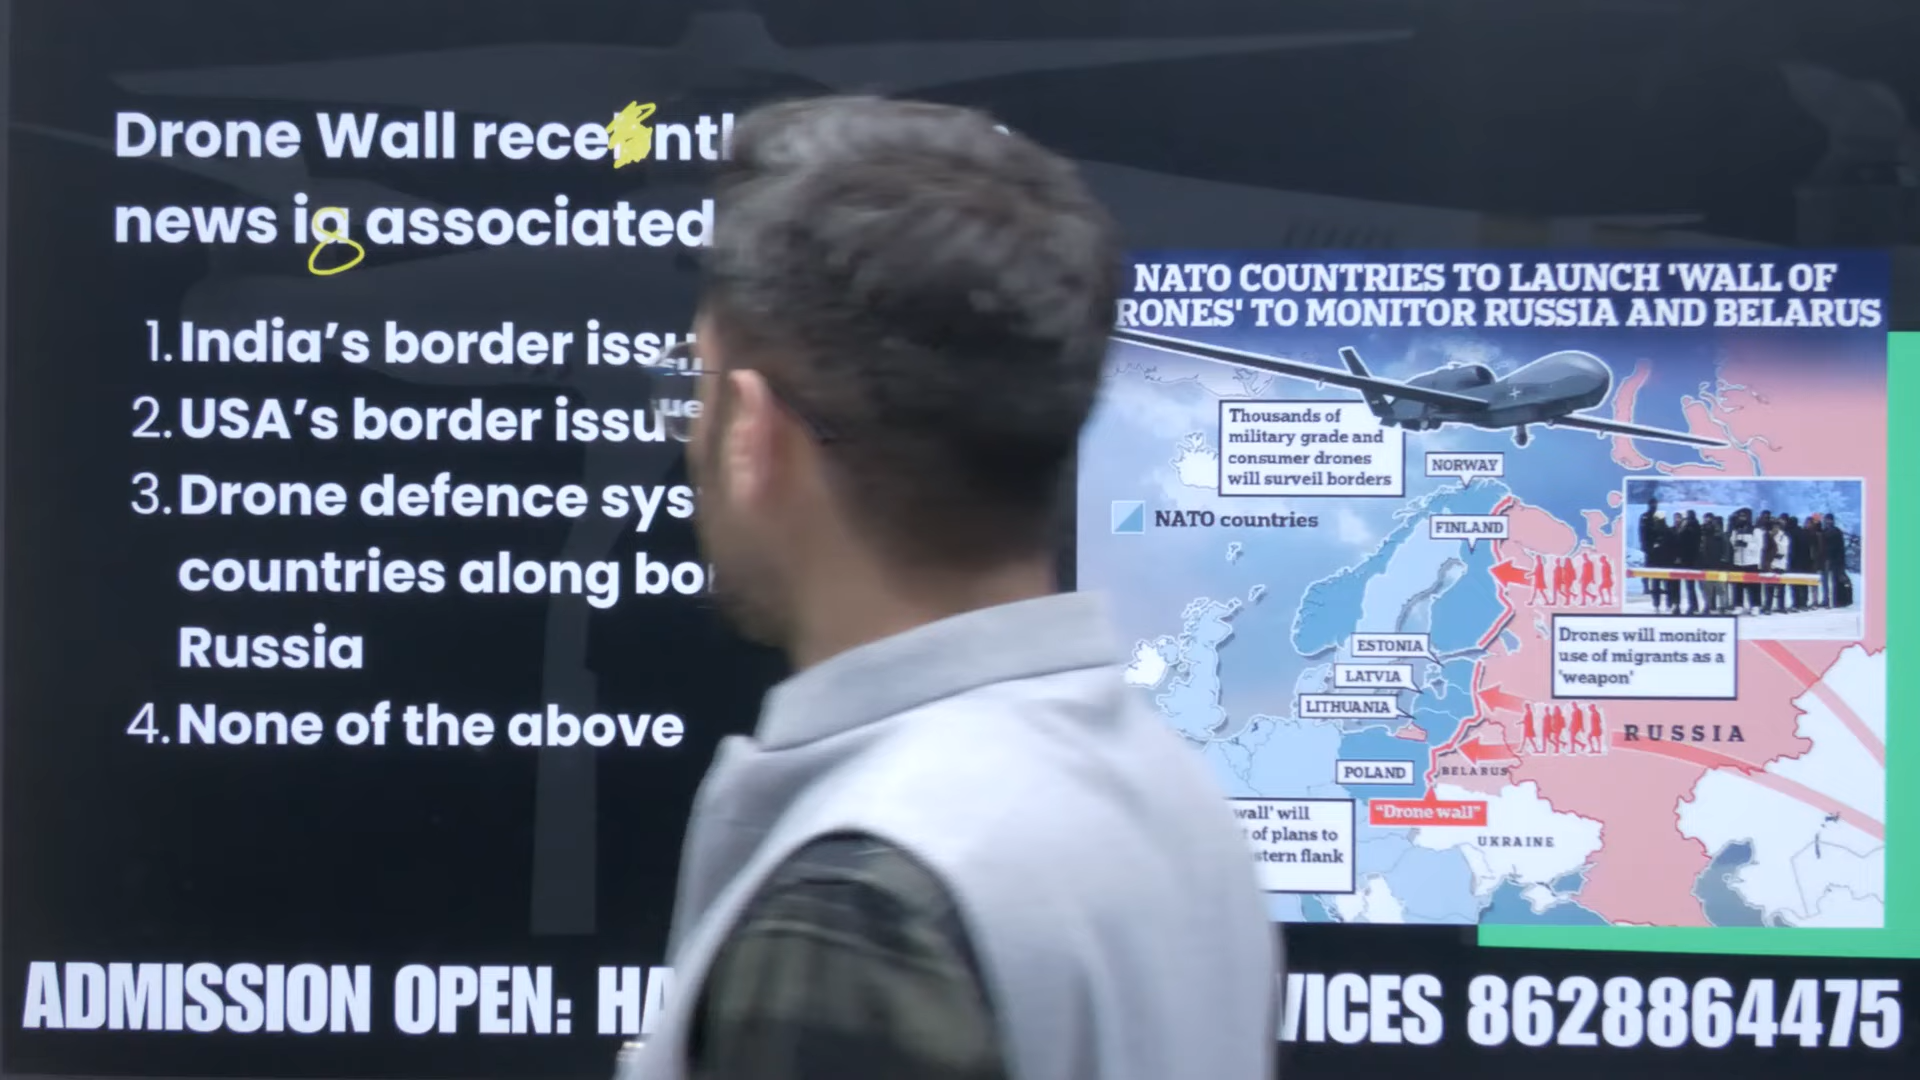 Drone Wall recently
news is associated
1. India's border issu
2. USA's border issue
3. Drone defence sys
countries along bo
Russia
4. None of the above
NATO COUNTRIES TO LAUNCH 'WALL OF
RONES' TO MONITOR RUSSIA AND BELARUS
Thousands of
military grade and
consumer drones
will surveil borders
NATO countries
NORWAY
FINLAND
ESTONIA
LATVIA
LITHUANIA
POLAND
BELARUS
"Drone wall"
UKRAINE
RUSSIA
Drones will monitor
use of migrants as a
'weapon'
wall' will
of plans to
stern flank
ADMISSION OPEN: HA VICES 8628864475